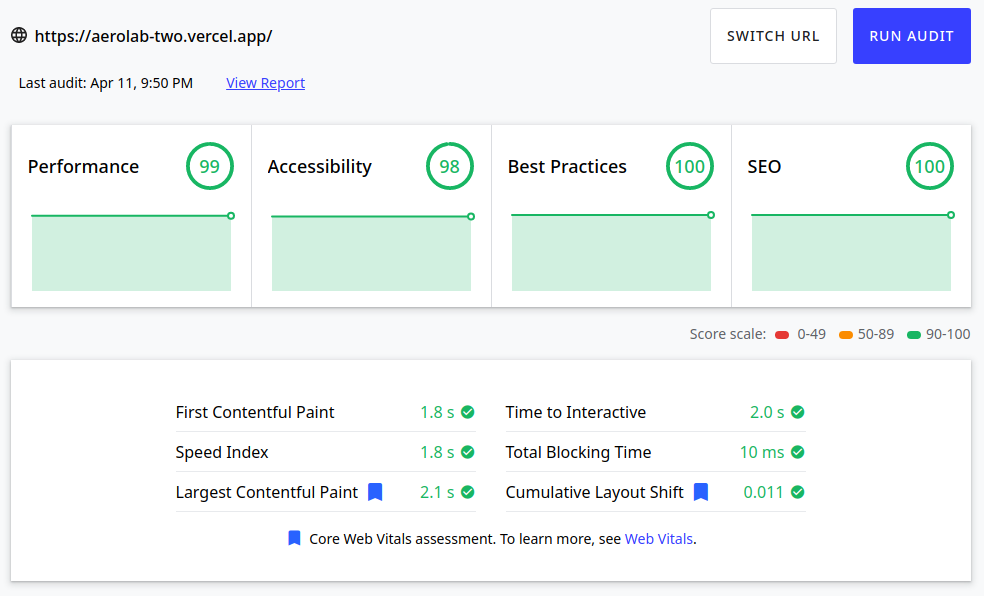 https://aerolab-two.vercel.app/
SWITCH URL
RUN AUDIT
Last audit: Apr 11, 9:50 PM
View Report
Performance
99
Accessibility
98
Best Practices
100
SEO
100
Score scale: 0-49 50-89 90-100
First Contentful Paint 1.8 s
Time to Interactive 2.0 s
Speed Index 1.8 s
Total Blocking Time 10 ms
Largest Contentful Paint 2.1 s
Cumulative Layout Shift 0.011
Core Web Vitals assessment. To learn more, see Web Vitals.